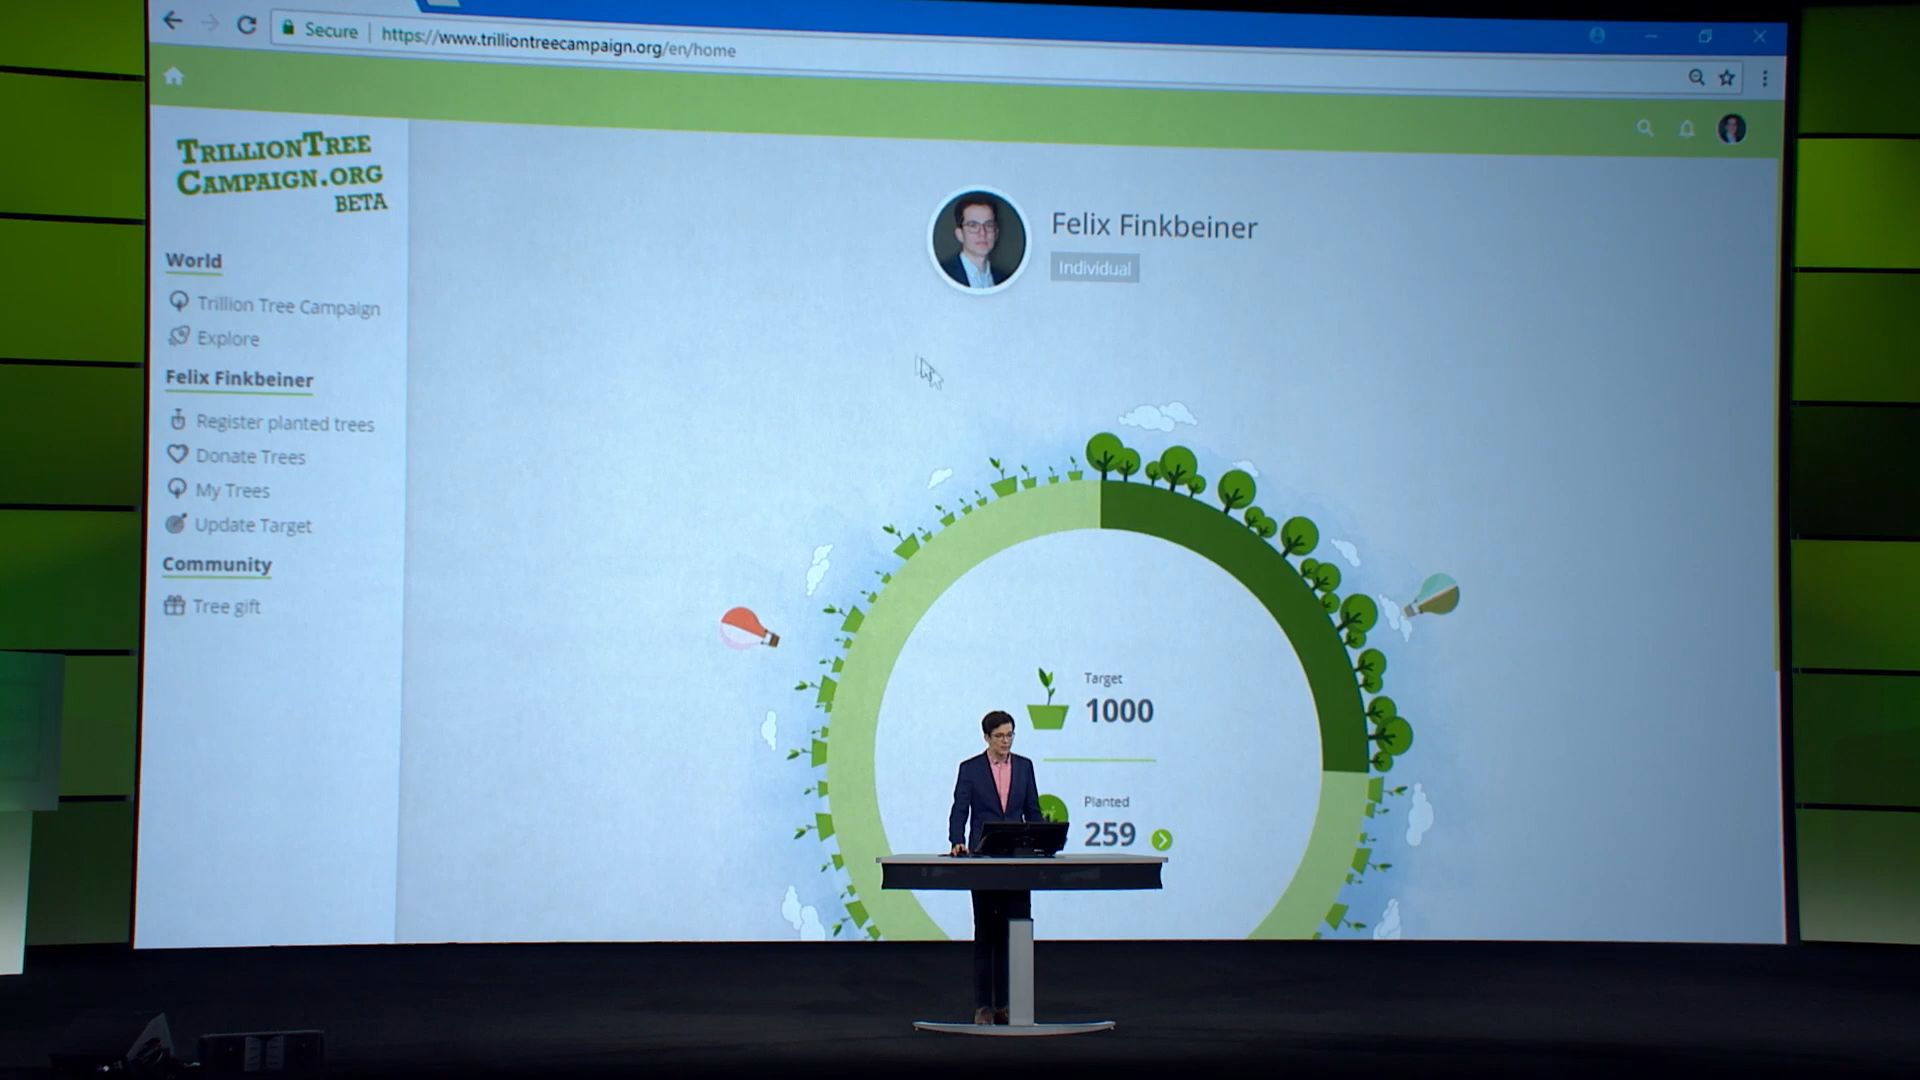 Secure
https://www.trilliontreecampaign.org/en/home
TRILLIONTREE
CAMPAIGN.ORG
BETA
World
Trillion Tree Campaign
Explore
Felix Finkbeiner
Register planted trees
Donate Trees
My Trees
Update Target
Community
Tree gift
Felix Finkbeiner
Individual
Target
1000
Planted
259